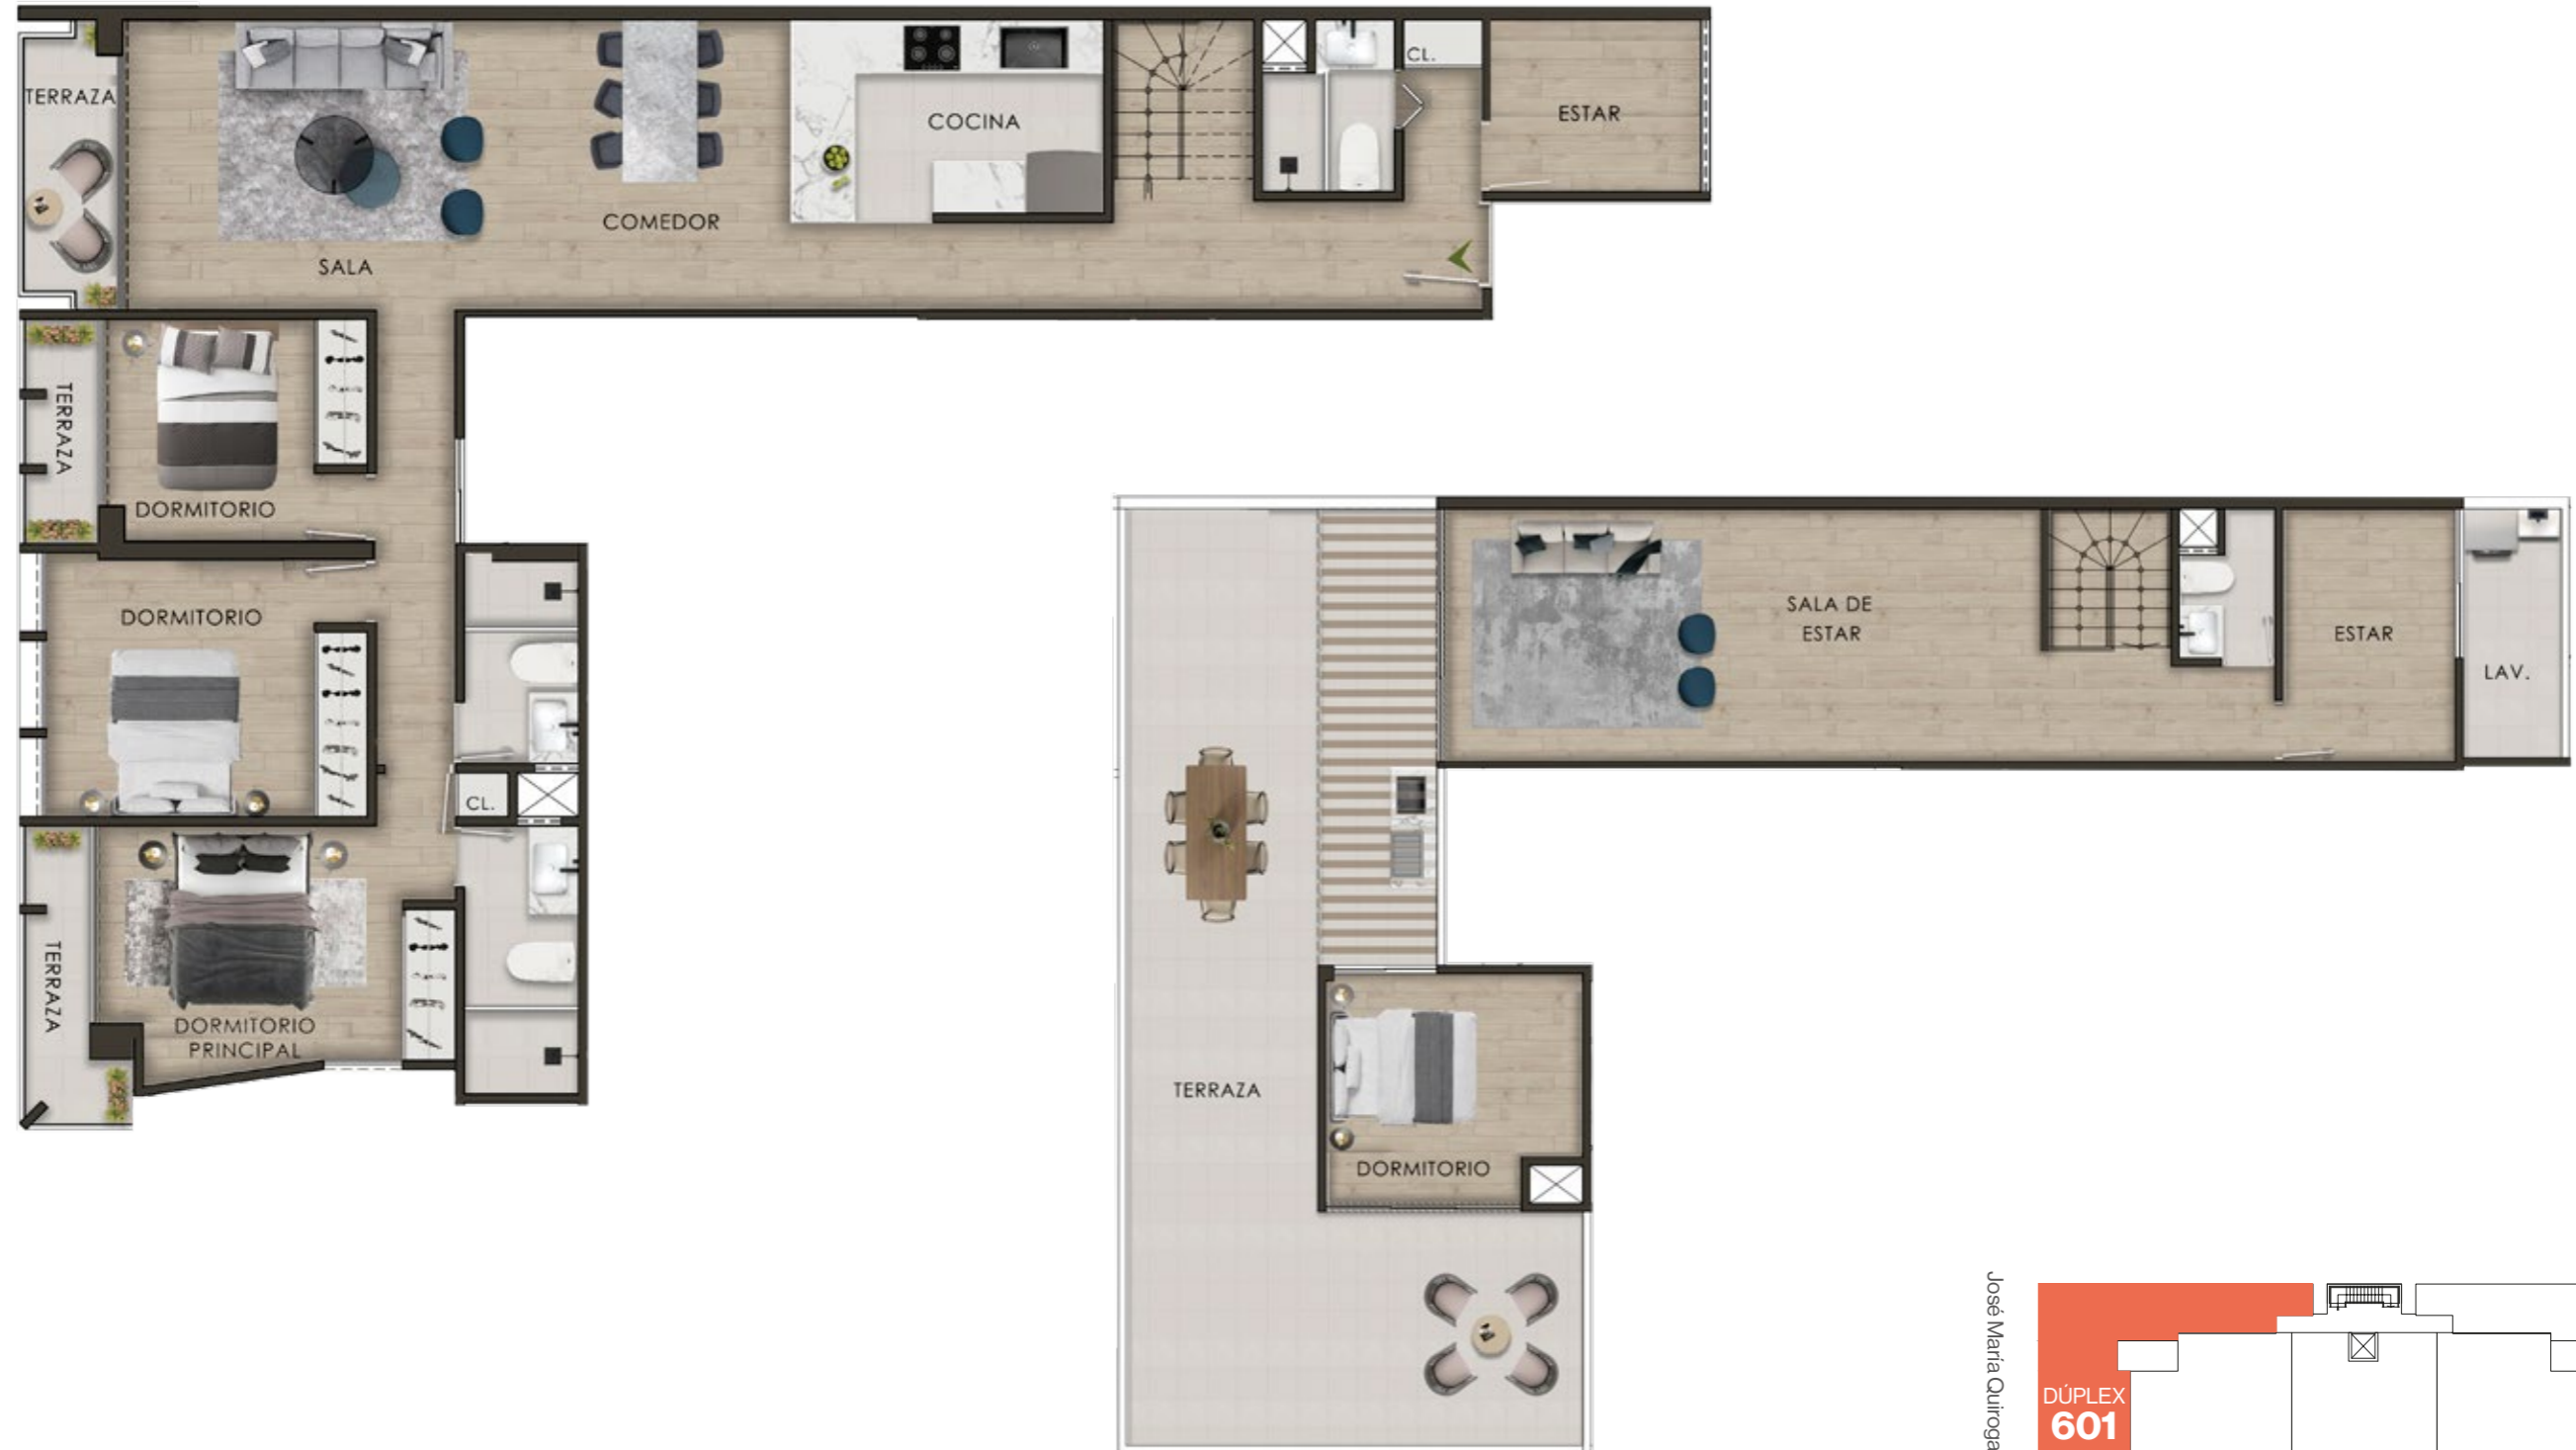 TERRAZA
SALA
COMEDOR
COCINA
CL.
ESTAR
TERRAZA
DORMITORIO
DORMITORIO
CL.
TERRAZA
DORMITORIO
PRINCIPAL
SALA DE
ESTAR
ESTAR
LAV.
TERRAZA
DORMITORIO
José María Quiroga
DÚPLEX
601